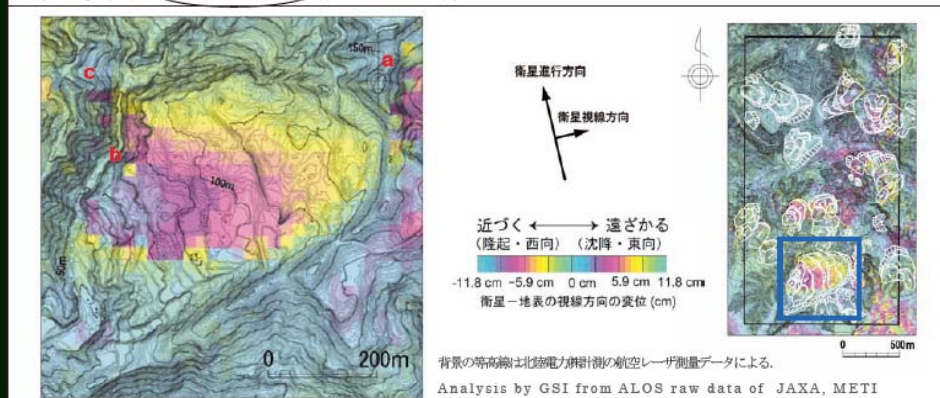 c
a
b
150m
100m
50m
0 200m
衛星進行方向
衛星視線方向
近づく ←→ 遠ざかる
(隆起・西向) (沈降・東向)
-11.8 cm -5.9 cm 0 cm 5.9 cm 11.8 cm
衛星－地表の視線方向の変位(cm)
0 500m
背景の等高線は北陸電力㈱計測の航空レーザ測量データによる.
Analysis by GSI from ALOS raw data of JAXA, METI